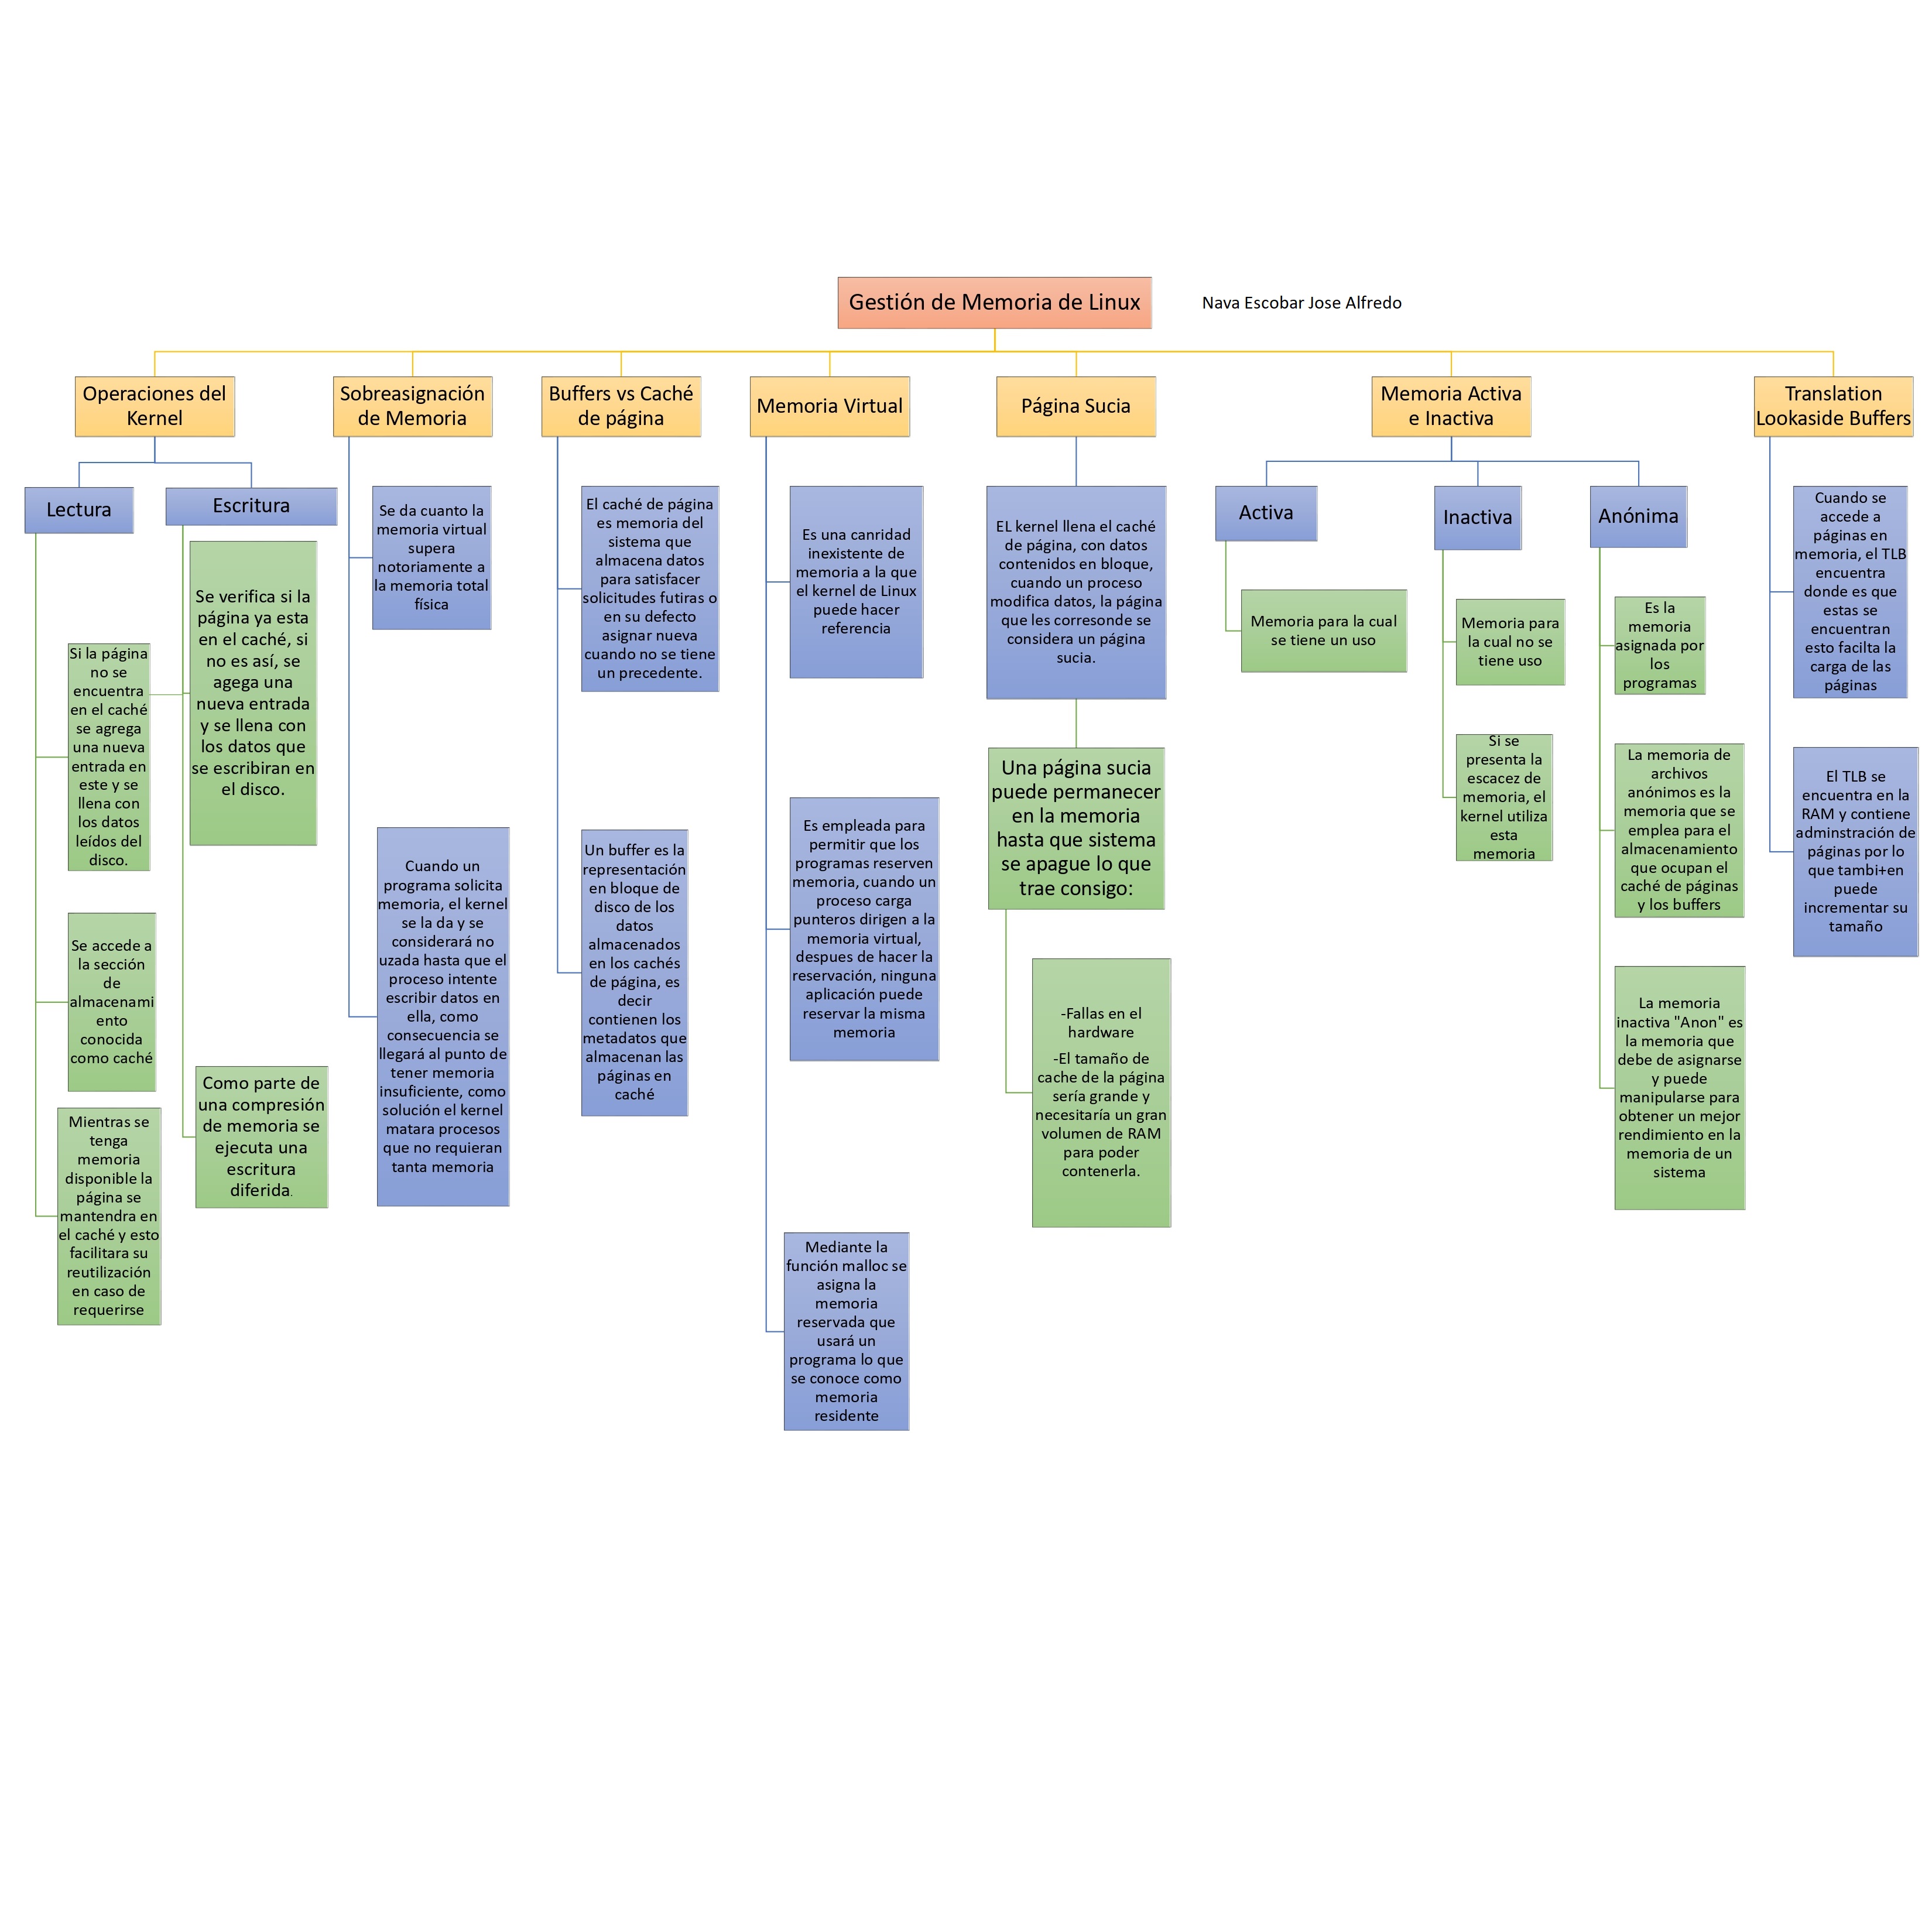 Gestión de Memoria de Linux
Nava Escobar Jose Alfredo
Operaciones del
Kernel
Lectura
Si la página
no se
encuentra
en el caché
se agrega
una nueva
entrada en
este y se
llena con
los datos
leídos del
disco.
Se accede a
la sección
de
almacenami
ento
conocida
como caché
Mientras se
tenga
memoria
disponible la
página se
mantendra en
el caché y esto
facilitara su
reutilización
en caso de
requerirse
Escritura
Se verifica si la
página ya esta
en el caché, si
no es así, se
agega una
nueva entrada
y se llena con
los datos que
se escribiran en
el disco.
Como parte de
una compresión
de memoria se
ejecuta una
escritura
diferida.
Sobreasignación
de Memoria
Se da cuanto la
memoria virtual
supera
notoriamente a
la memoria total
física
Cuando un
programa solicita
memoria, el kernel
se la da y se
considerará no
uzada hasta que el
proceso intente
escribir datos en
ella, como
consecuencia se
llegará al punto de
tener memoria
insuficiente, como
solución el kernel
matara procesos
que no requieran
tanta memoria
Buffers vs Caché
de página
El caché de página
es memoria del
sistema que
almacena datos
para satisfacer
solicitudes futiras o
en su defecto
asignar nueva
cuando no se tiene
un precedente.
Un buffer es la
representación
en bloque de
disco de los
datos
almacenados
en los cachés
de página, es
decir
contienen los
metadatos que
almacenan las
páginas en
caché
Memoria Virtual
Es una canridad
inexistente de
memoria a la que
el kernel de Linux
puede hacer
referencia
Es empleada para
permitir que los
programas reserven
memoria, cuando un
proceso carga
punteros dirigen a la
memoria virtual,
despues de hacer la
reservación, ninguna
aplicación puede
reservar la misma
memoria
Mediante la
función malloc se
asigna la
memoria
reservada que
usará un
programa lo que
se conoce como
memoria
residente
Página Sucia
EL kernel llena el caché
de página, con datos
contenidos en bloque,
cuando un proceso
modifica datos, la página
que les corresonde se
considera un página
sucia.
Una página sucia
puede permanecer
en la memoria
hasta que sistema
se apague lo que
trae consigo:
-Fallas en el
hardware
-El tamaño de
cache de la página
sería grande y
necesitaría un gran
volumen de RAM
para poder
contenerla.
Memoria Activa
e Inactiva
Activa
Memoria para la cual
se tiene un uso
Inactiva
Memoria para
la cual no se
tiene uso
Si se
presenta la
escacez de
memoria, el
kernel utiliza
esta
memoria
Anónima
Es la
memoria
asignada por
los
programas
La memoria de
archivos
anónimos es la
memoria que se
emplea para el
almacenamiento
que ocupan el
caché de páginas
y los buffers
La memoria
inactiva "Anon" es
la memoria que
debe de asignarse
y puede
manipularse para
obtener un mejor
rendimiento en la
memoria de un
sistema
Translation
Lookaside Buffers
Cuando se
accede a
páginas en
memoria, el TLB
encuentra
donde es que
estas se
encuentran
esto facilta la
carga de las
páginas
El TLB se
encuentra en la
RAM y contiene
adminstración de
páginas por lo
que tambi+en
puede
incrementar su
tamaño